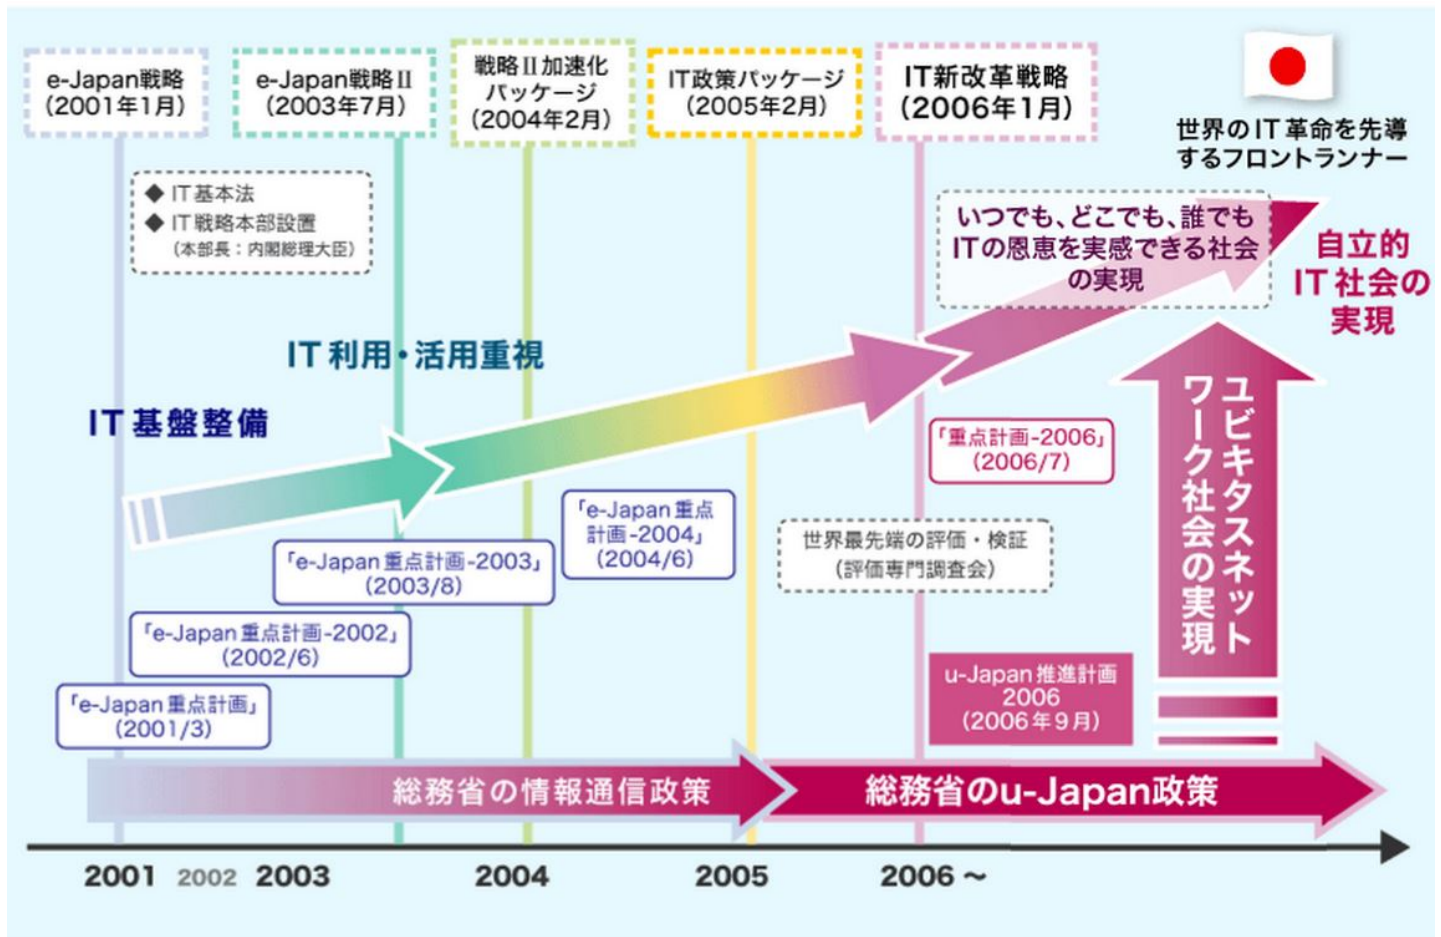 e-Japan戦略
(2001年1月)
e-Japan戦略Ⅱ
(2003年7月)
戦略Ⅱ加速化
パッケージ
(2004年2月)
IT政策パッケージ
(2005年2月)
IT新改革戦略
(2006年1月)
世界のIT革命を先導
するフロントランナー
◆ IT基本法
◆ IT戦略本部設置
(本部長：内閣総理大臣)
いつでも、どこでも、誰でも
ITの恩恵を実感できる社会
の実現
自立的
IT社会の
実現
IT利用・活用重視
IT基盤整備
「重点計画-2006」
(2006/7)
ユビキタスネット
ワーク社会の実現
「e-Japan重点
計画-2004」
(2004/6)
世界最先端の評価・検証
(評価専門調査会)
「e-Japan重点計画-2003」
(2003/8)
「e-Japan重点計画-2002」
(2002/6)
「e-Japan重点計画」
(2001/3)
u-Japan推進計画
2006
(2006年9月)
総務省の情報通信政策
総務省のu-Japan政策
2001 2002 2003 2004 2005 2006～